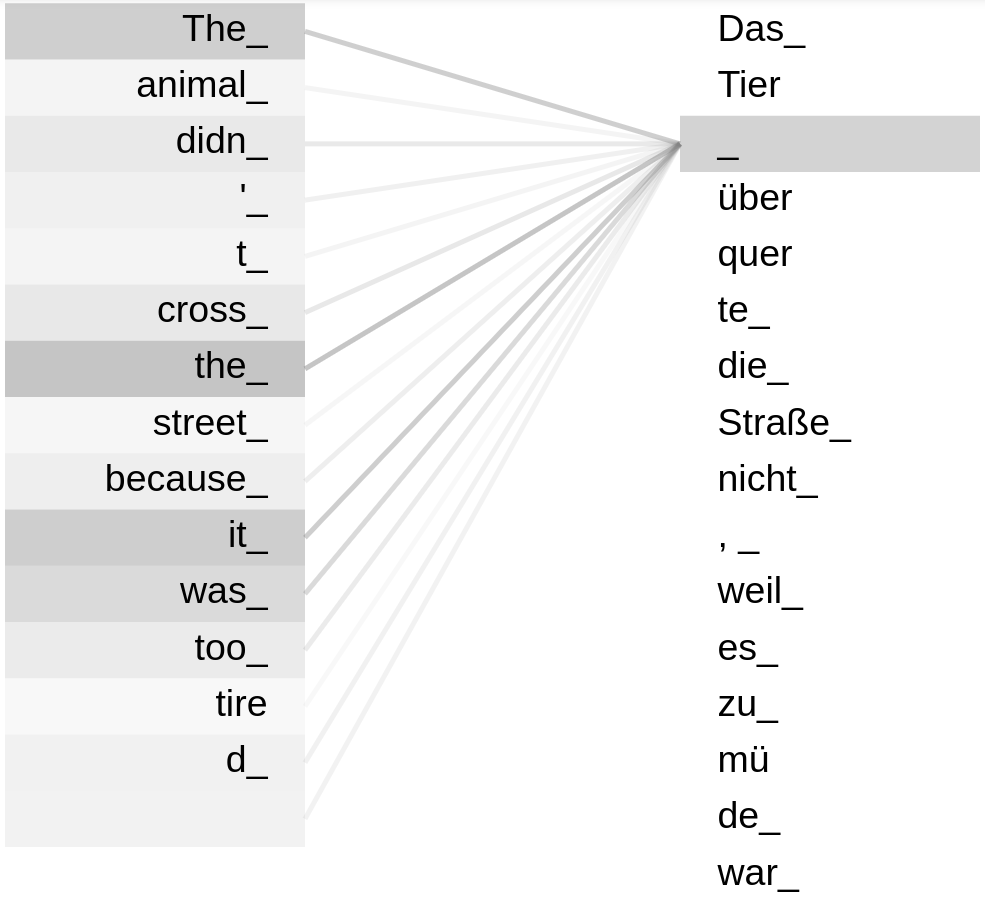 The_ Das_
animal_ Tier
didn_ _
'_ über
t_ quer
cross_ te_
the_ die_
street_ Straße_
because_ nicht_
it_ , _
was_ weil_
too_ es_
tire zu_
d_ mü
de_
war_